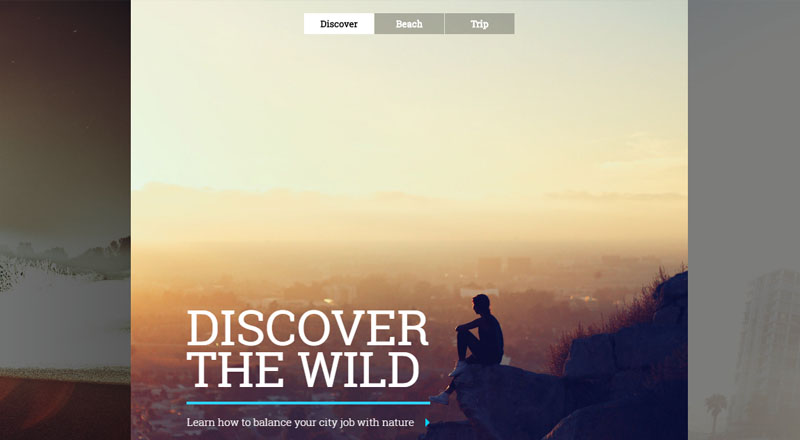 Discover Beach Trip
DISCOVER
THE WILD
Learn how to balance your city job with nature